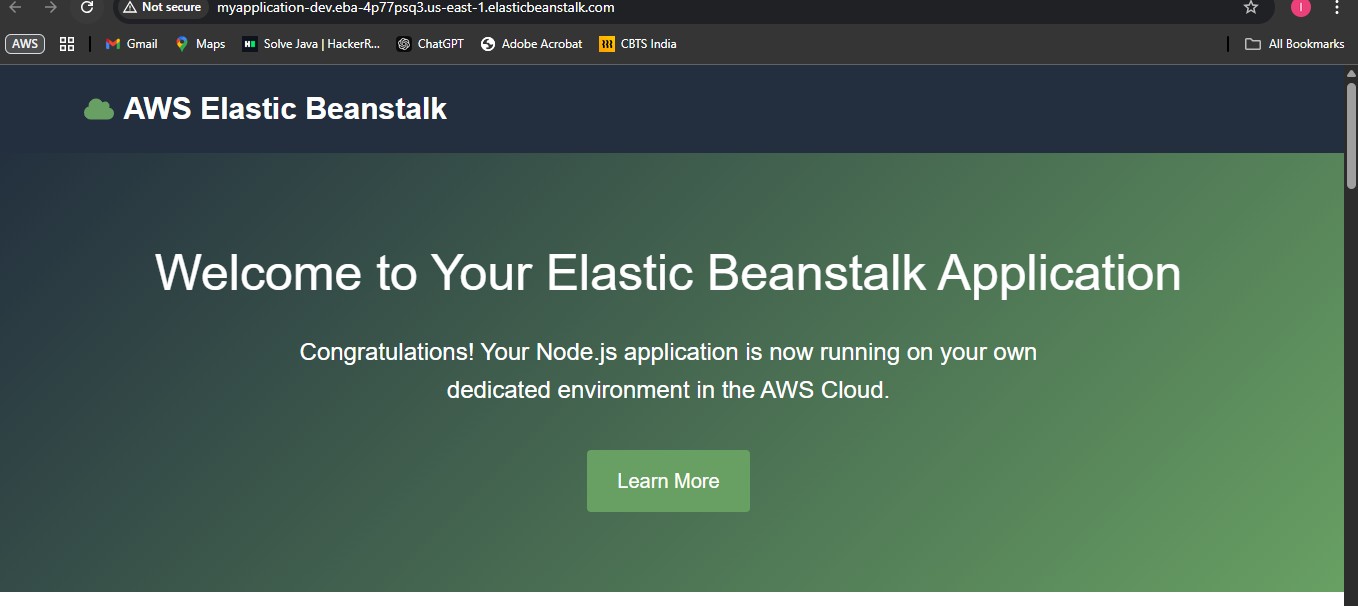 Not secure myapplication-dev.eba-4p77psq3.us-east-1.elasticbeanstalk.com I
AWS Gmail Maps Solve Java | HackerR... ChatGPT Adobe Acrobat CBTS India All Bookmarks
AWS Elastic Beanstalk
Welcome to Your Elastic Beanstalk Application
Congratulations! Your Node.js application is now running on your own
dedicated environment in the AWS Cloud.
Learn More